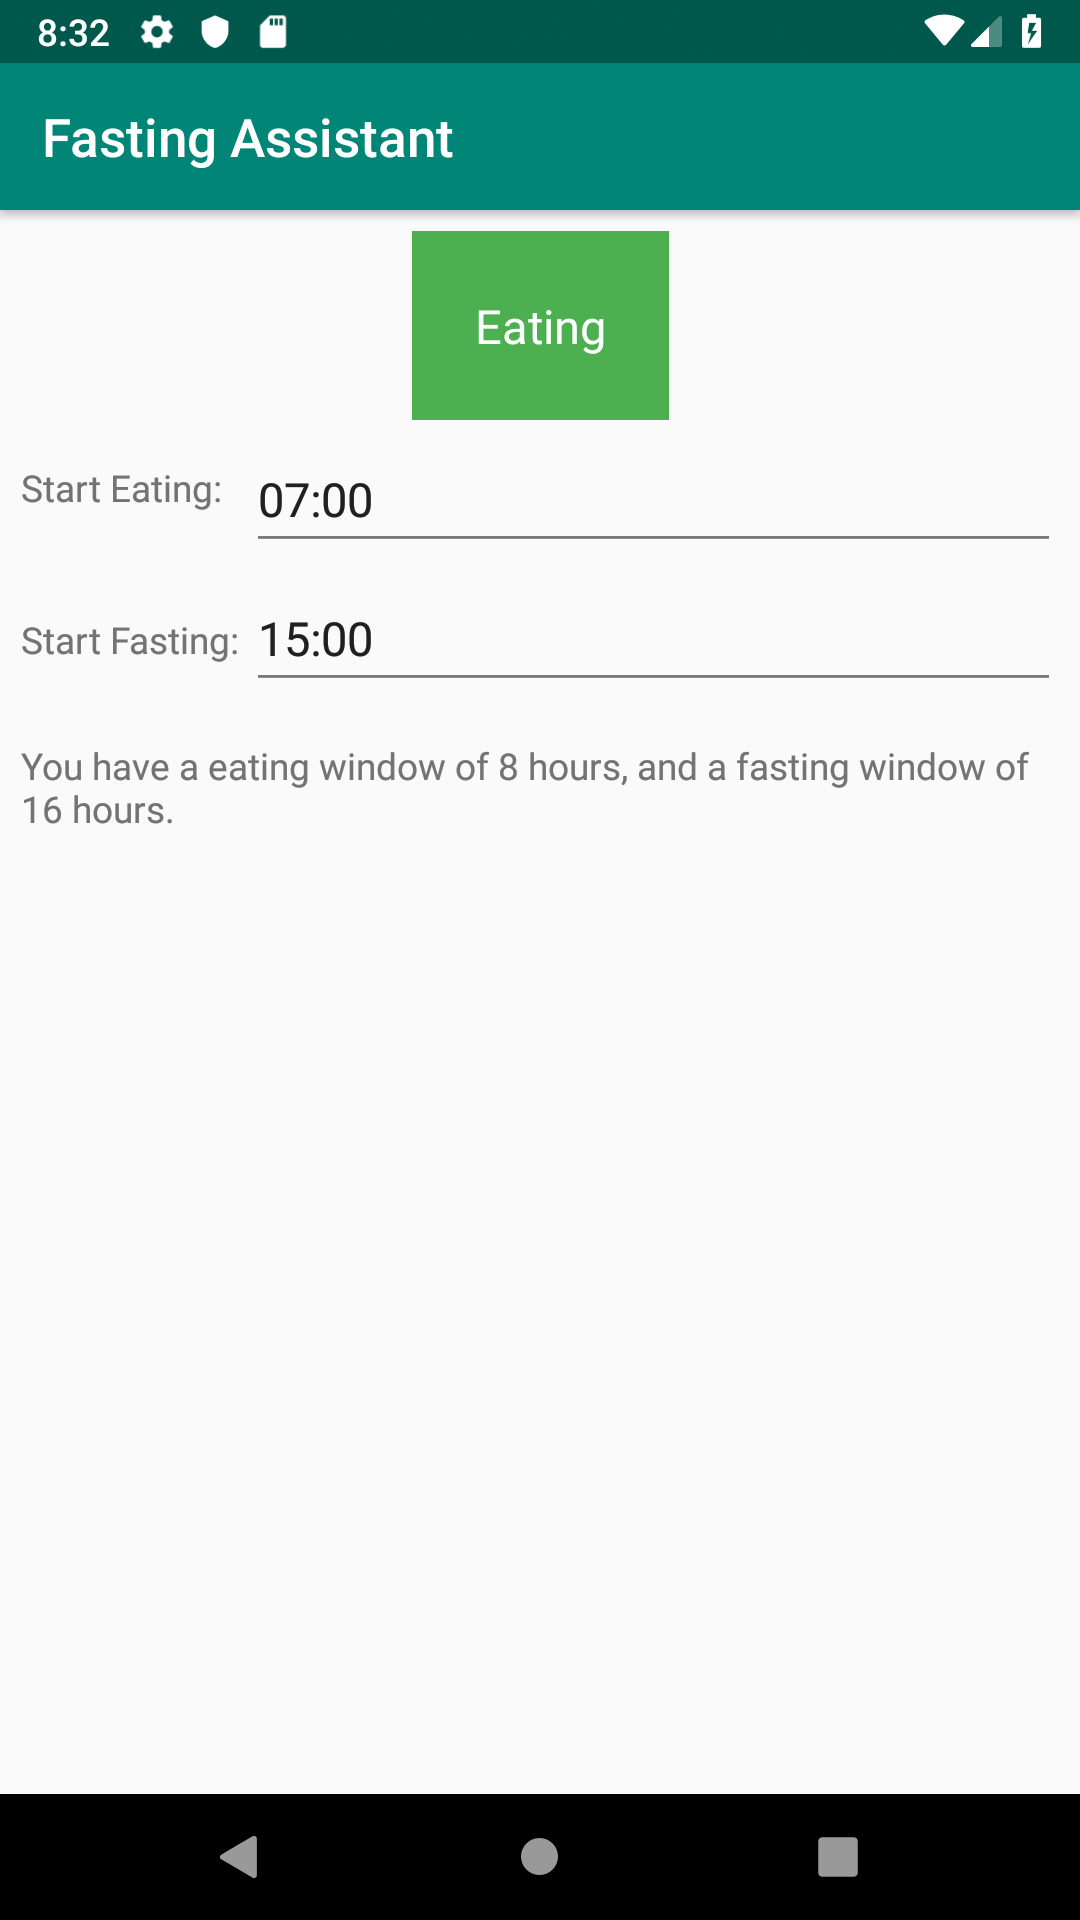 8:32
Fasting Assistant
Eating
Start Eating: 07:00
Start Fasting: 15:00
You have a eating window of 8 hours, and a fasting window of
16 hours.